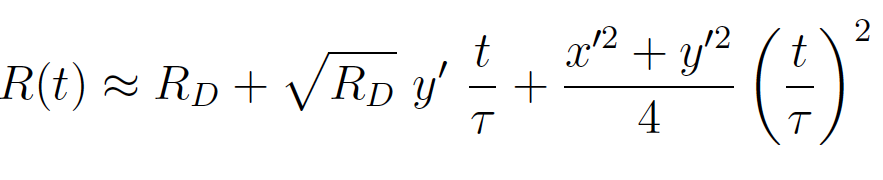 R(t) ≈ R_D + √R_D y′ t/τ + (x′² + y′²)/4 (t/τ)²